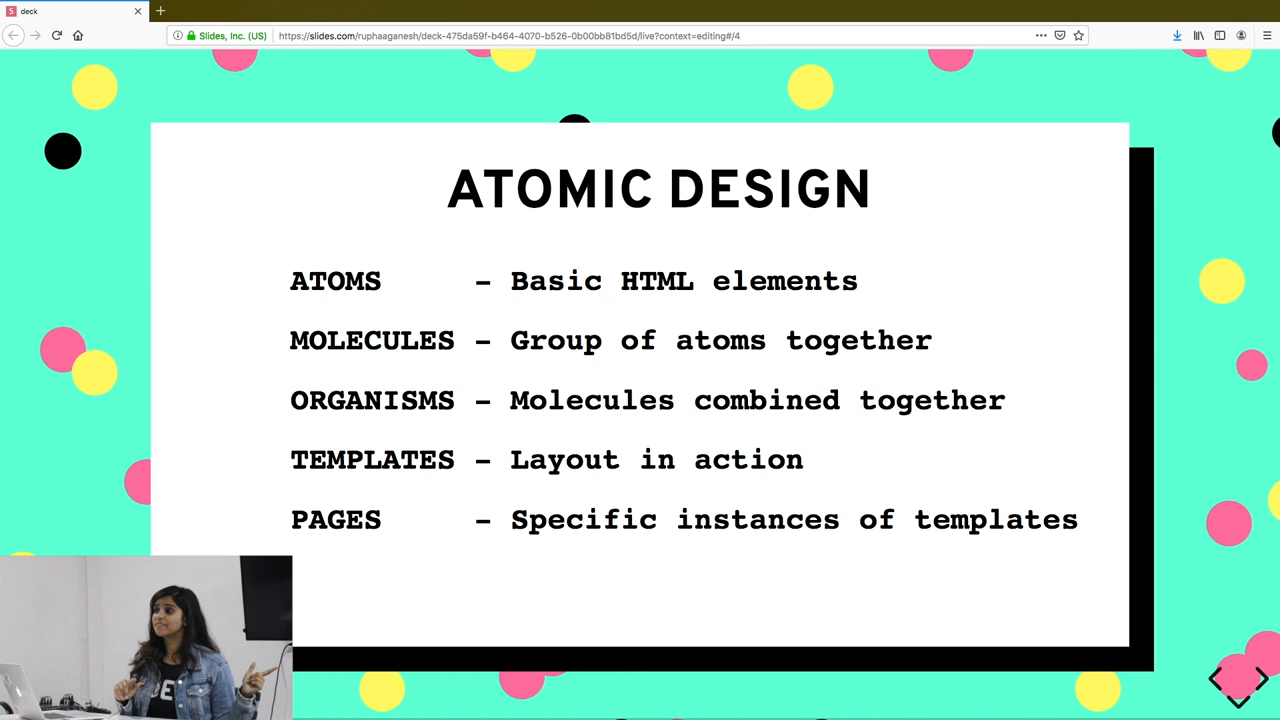 deck
Slides, Inc. (US)
https://slides.com/ruphaaganesh/deck-475da59f-b464-4070-b526-0b00bb81bd5d/live?context=editing#/4
ATOMIC DESIGN
ATOMS - Basic HTML elements
MOLECULES - Group of atoms together
ORGANISMS - Molecules combined together
TEMPLATES - Layout in action
PAGES - Specific instances of templates